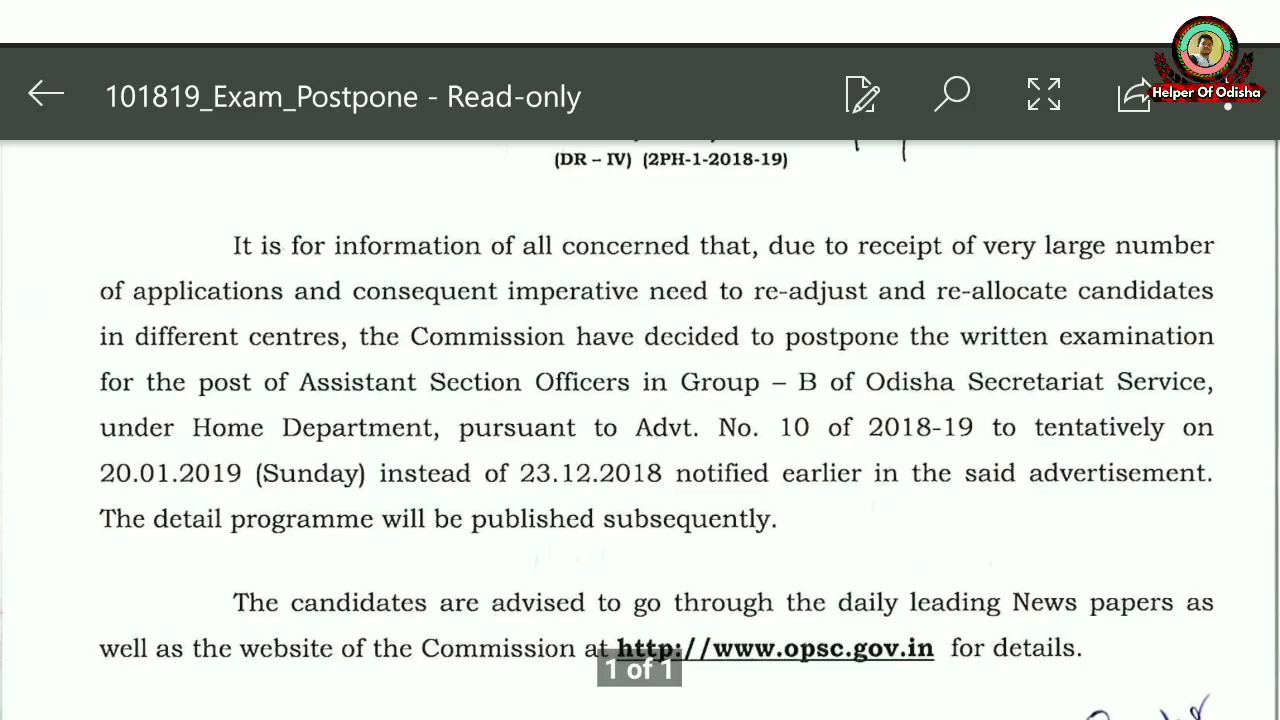 Helper Of Odisha
101819_Exam_Postpone - Read-only
(DR – IV) (2PH-1-2018-19)
It is for information of all concerned that, due to receipt of very large number
of applications and consequent imperative need to re-adjust and re-allocate candidates
in different centres, the Commission have decided to postpone the written examination
for the post of Assistant Section Officers in Group – B of Odisha Secretariat Service,
under Home Department, pursuant to Advt. No. 10 of 2018-19 to tentatively on
20.01.2019 (Sunday) instead of 23.12.2018 notified earlier in the said advertisement.
The detail programme will be published subsequently.
The candidates are advised to go through the daily leading News papers as
well as the website of the Commission at http://www.opsc.gov.in for details.
1 of 1